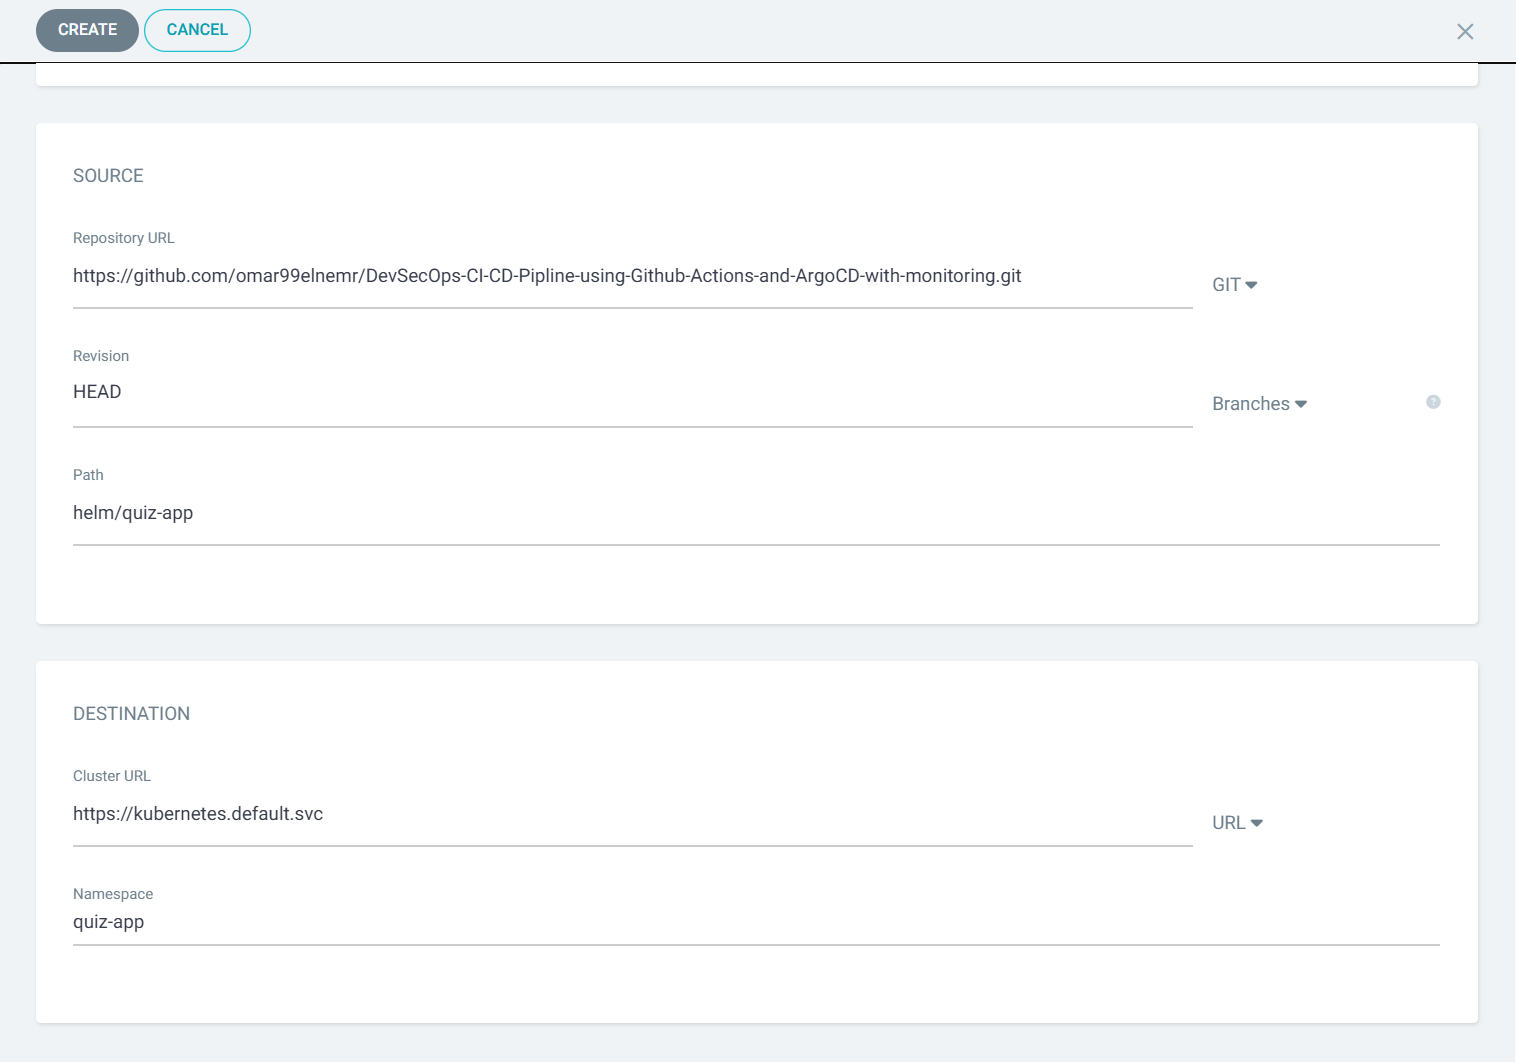 CREATE
CANCEL
SOURCE
Repository URL
https://github.com/omar99elnemr/DevSecOps-CI-CD-Pipline-using-Github-Actions-and-ArgoCD-with-monitoring.git
GIT
Revision
HEAD
Branches
?
Path
helm/quiz-app
DESTINATION
Cluster URL
https://kubernetes.default.svc
URL
Namespace
quiz-app